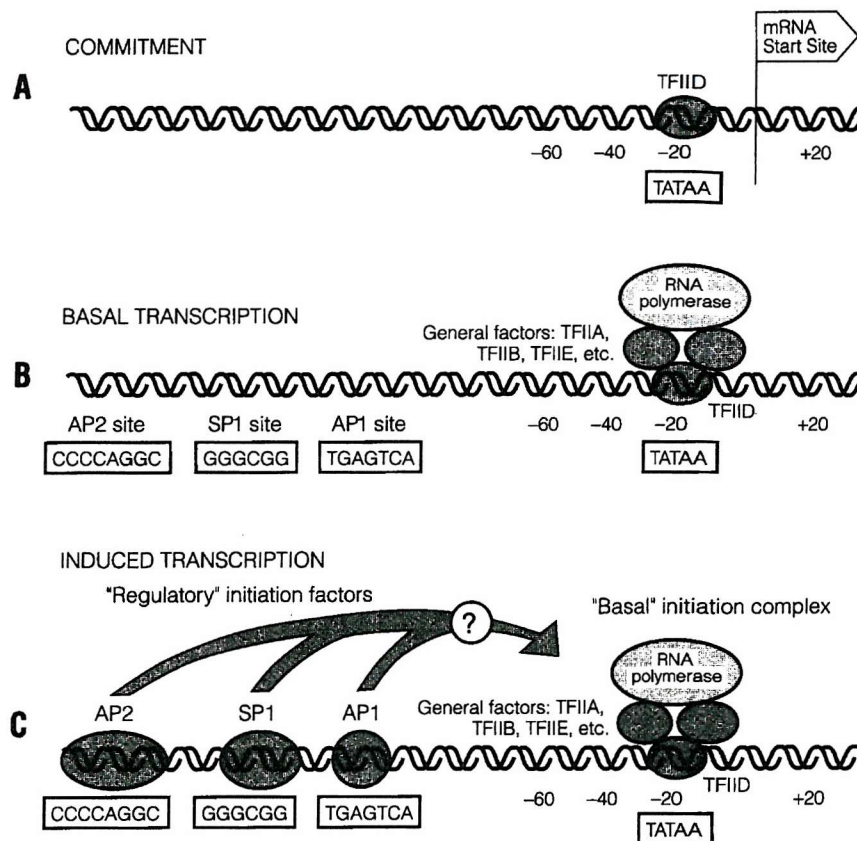 COMMITMENT
mRNA
Start Site
A
TFIID
−60 −40 −20 +20
TATAA
BASAL TRANSCRIPTION
RNA
polymerase
General factors: TFIIA,
TFIIB, TFIIE, etc.
B
TFIID
AP2 site SP1 site AP1 site −60 −40 −20 +20
CCCCAGGC GGGCGG TGAGTCA TATAA
INDUCED TRANSCRIPTION
"Regulatory" initiation factors
"Basal" initiation complex
?
RNA
polymerase
AP2 SP1 AP1
General factors: TFIIA,
TFIIB, TFIIE, etc.
C
TFIID
−60 −40 −20 +20
CCCCAGGC GGGCGG TGAGTCA TATAA